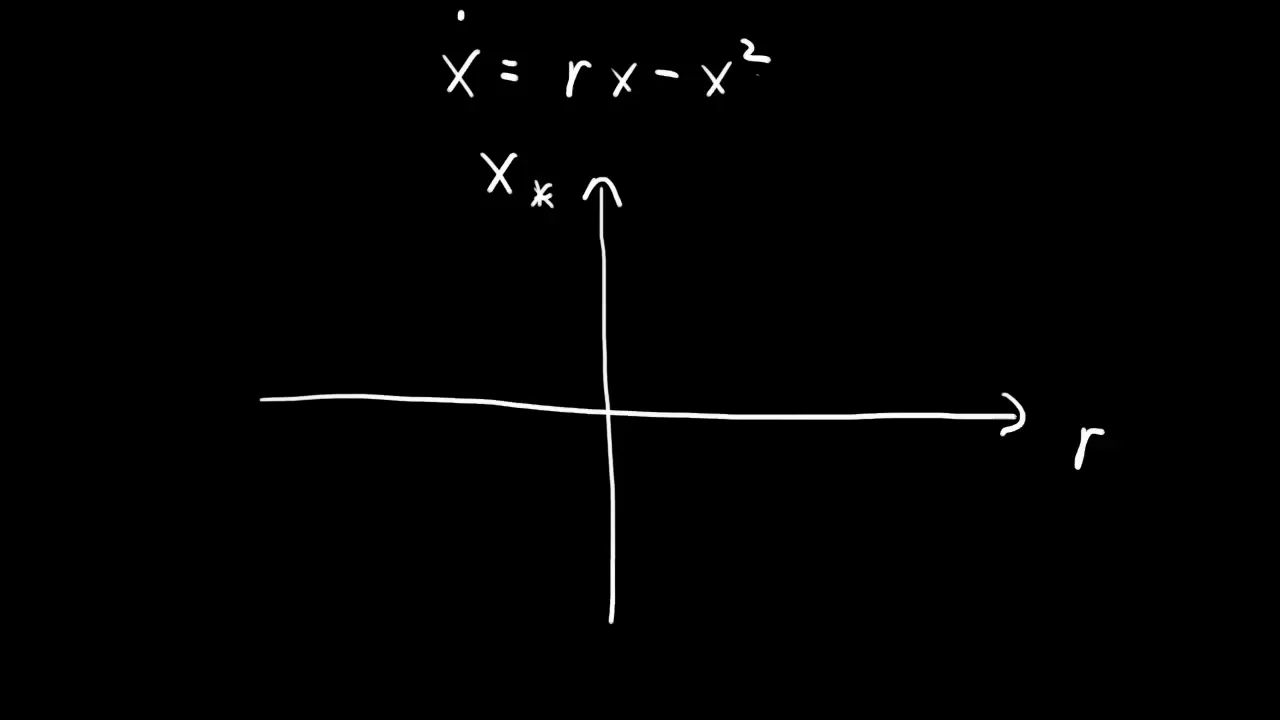 ẋ = rx - x²
x*
r